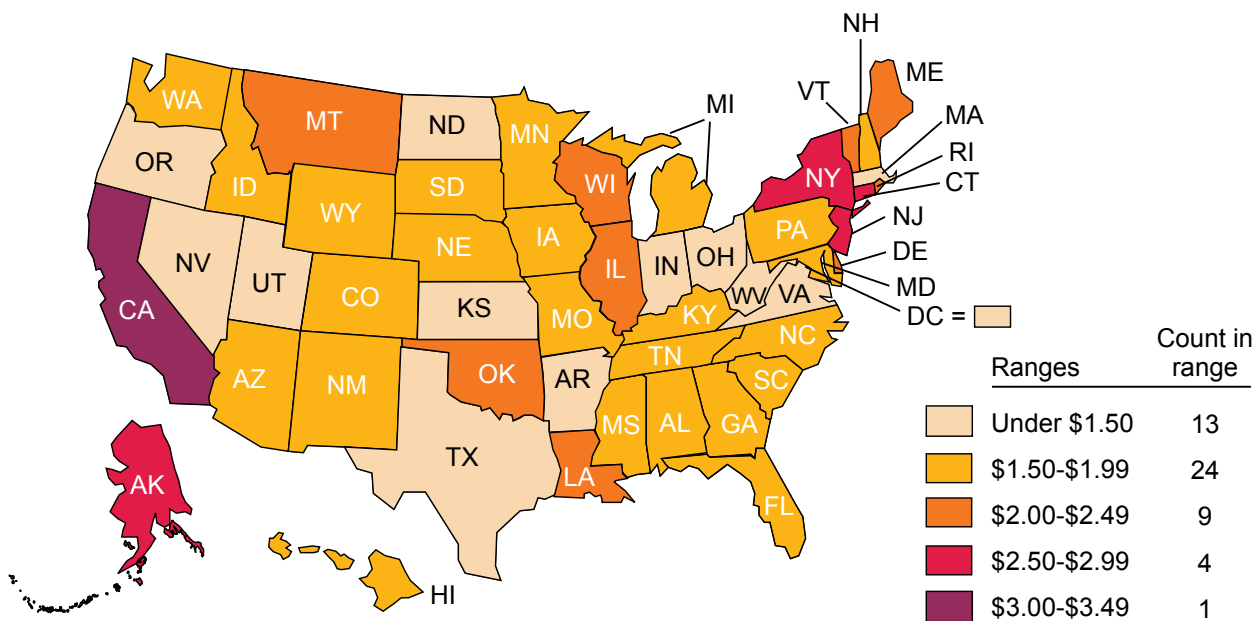 NH
ME
VT
MI
MA
WA
MT
ND
MN
RI
OR
CT
ID
SD
WI
NY
WY
NJ
IA
PA
NE
DE
NV
IL
IN
OH
UT
MD
CO
WV
VA
CA
KS
MO
KY
DC =
NC
TN
AZ
NM
OK
AR
SC
MS
AL
GA
TX
LA
AK
FL
HI
Ranges Count in range
Under $1.50 13
$1.50-$1.99 24
$2.00-$2.49 9
$2.50-$2.99 4
$3.00-$3.49 1